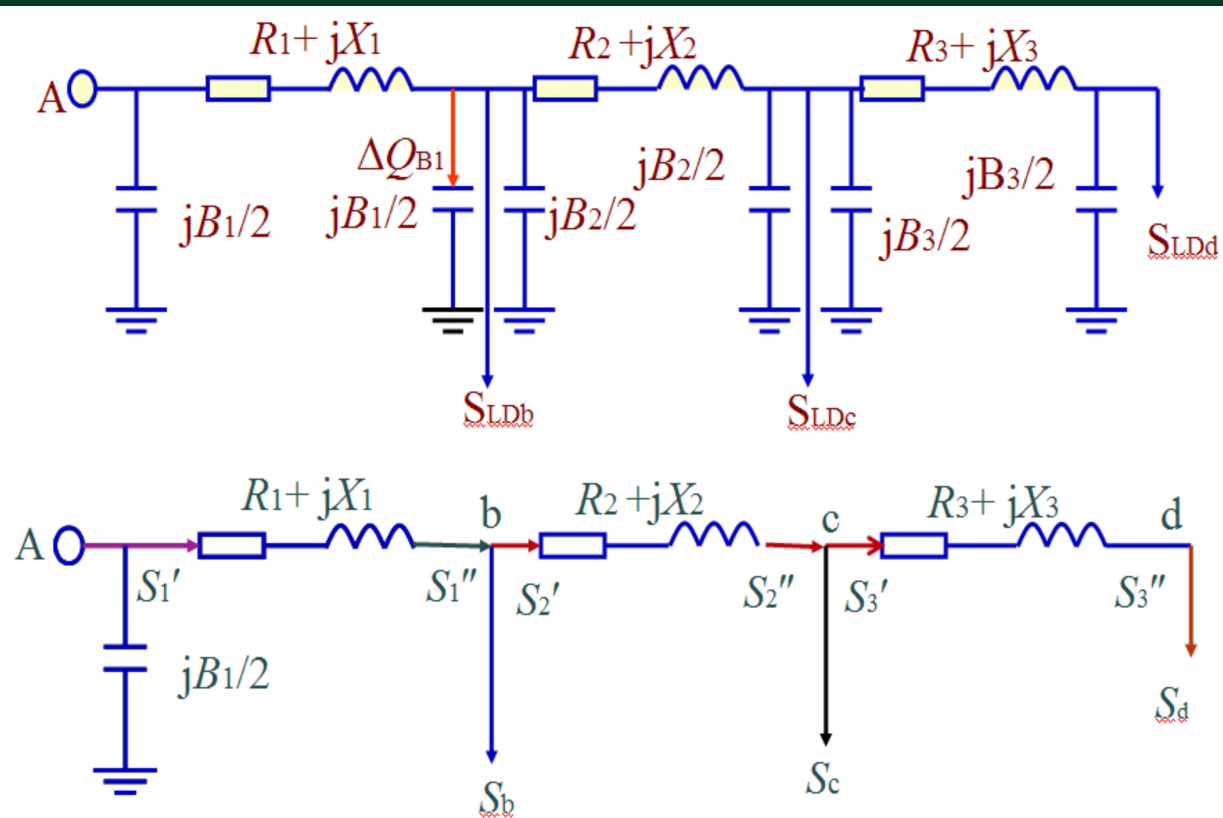 R1+ jX1 R2 +jX2 R3+ jX3
A
ΔQB1
jB1/2 jB1/2 jB2/2 jB2/2 jB3/2 jB3/2
SLDd
SLDb SLDc
R1+ jX1 b R2 +jX2 c R3+ jX3 d
A
S1′ S1″ S2′ S2″ S3′ S3″
jB1/2
Sb Sc Sd